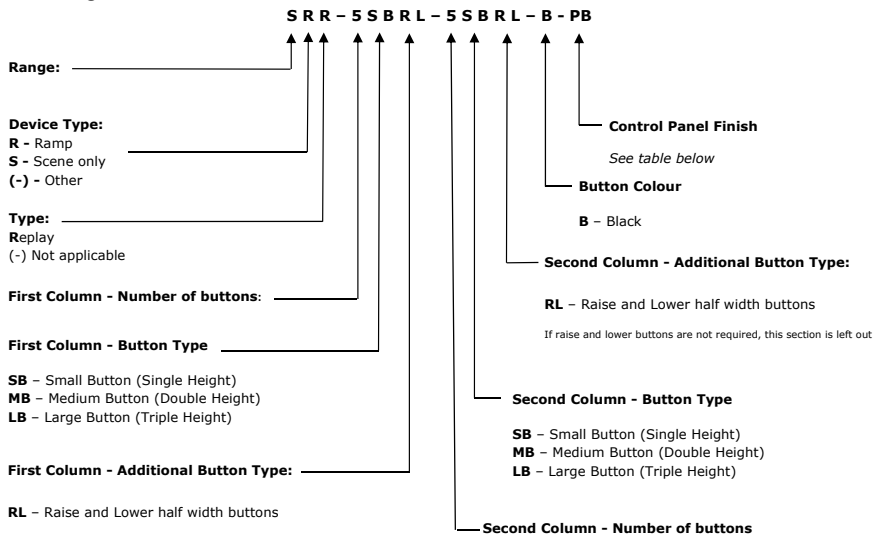 S R R – 5 S B R L – 5 S B R L – B - PB
Range:
Device Type:
R - Ramp
S - Scene only
(-) - Other
Type:
Replay
(-) Not applicable
First Column - Number of buttons:
First Column - Button Type
SB – Small Button (Single Height)
MB – Medium Button (Double Height)
LB – Large Button (Triple Height)
First Column - Additional Button Type:
RL – Raise and Lower half width buttons
Control Panel Finish
See table below
Button Colour
B – Black
Second Column - Additional Button Type:
RL – Raise and Lower half width buttons
If raise and lower buttons are not required, this section is left out
Second Column - Button Type
SB – Small Button (Single Height)
MB – Medium Button (Double Height)
LB – Large Button (Triple Height)
Second Column - Number of buttons